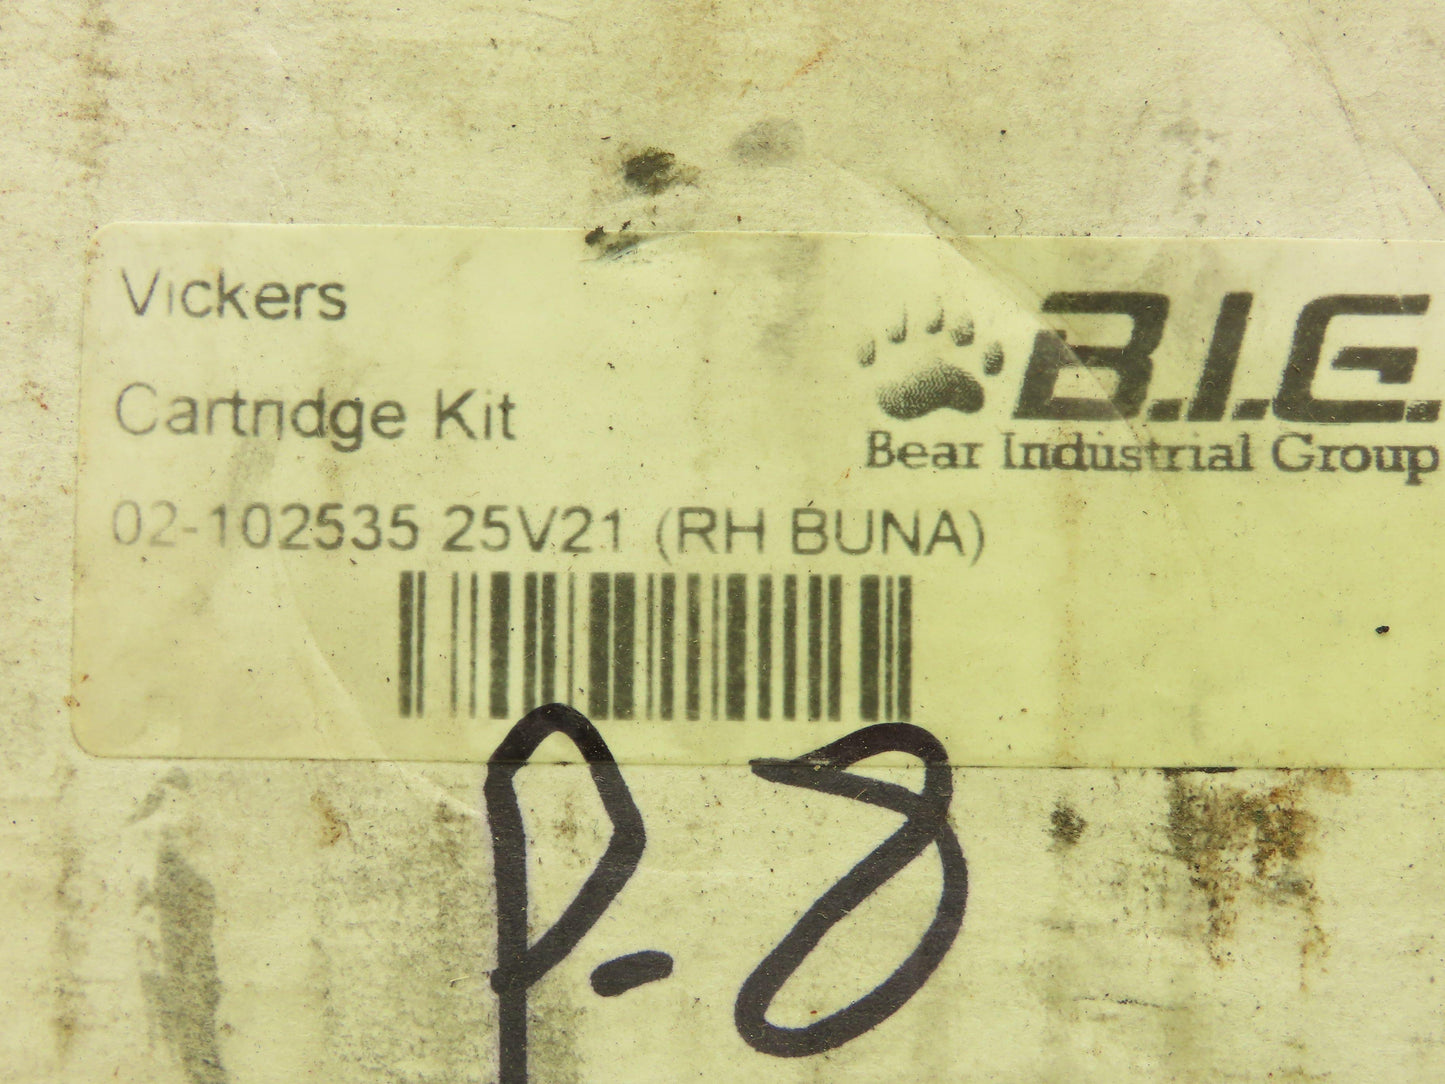 Vickers
B.I.G.
Cartridge Kit
Bear Industrial Group
02-102535 25V21 (RH BUNA)
P-8